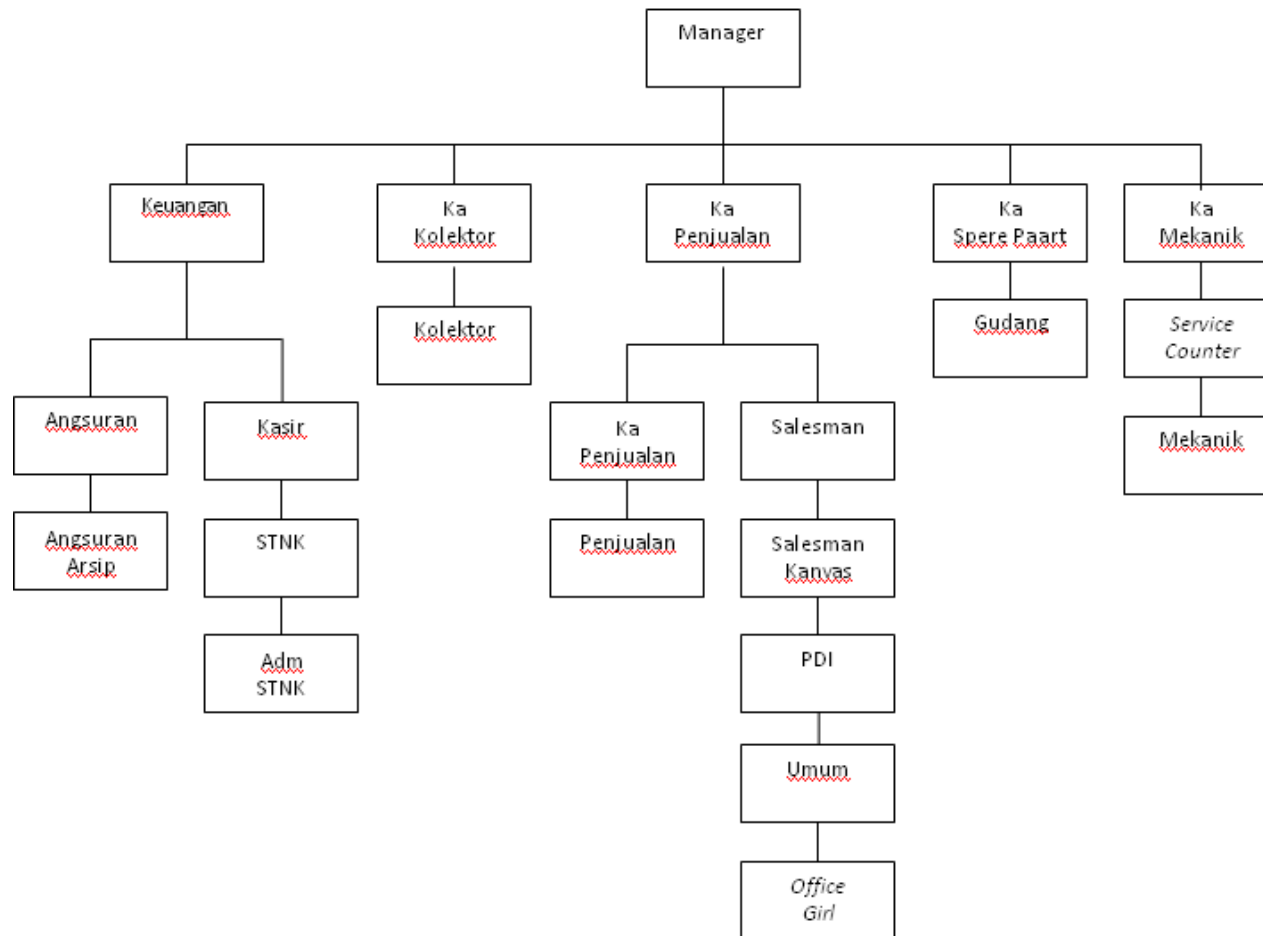 Manager
Keuangan
Ka
Kolektor
Ka
Penjualan
Ka
Spere Paart
Ka
Mekanik
Kolektor
Gudang
Service
Counter
Angsuran
Kasir
Ka
Penjualan
Salesman
Mekanik
Angsuran
Arsip
STNK
Penjualan
Salesman
Kanvas
Adm
STNK
PDI
Umum
Office
Girl